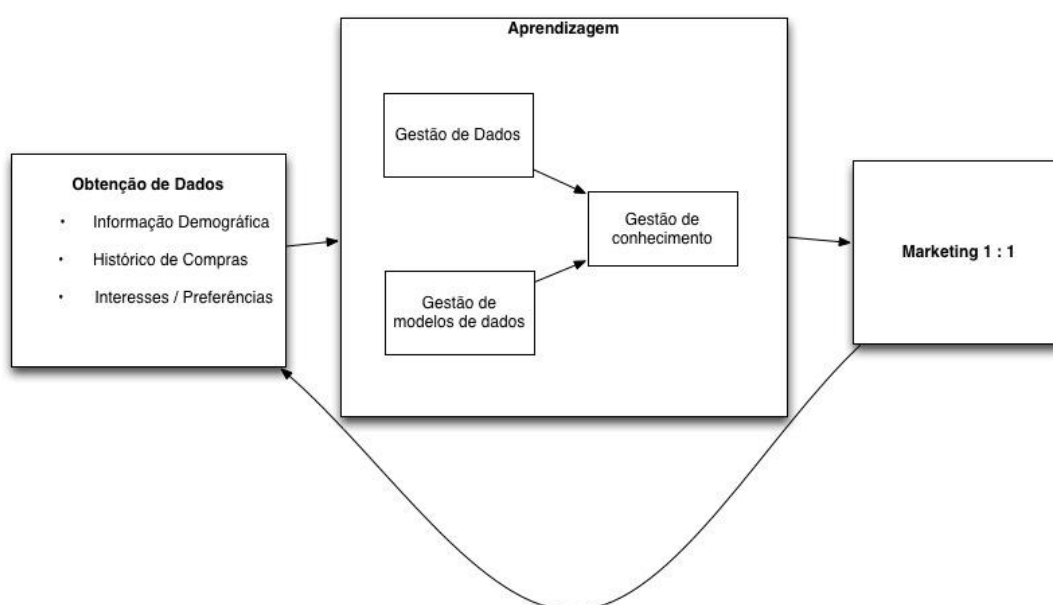 Aprendizagem
Gestão de Dados
Obtenção de Dados
• Informação Demográfica
• Histórico de Compras
• Interesses / Preferências
Gestão de
conhecimento
Gestão de
modelos de dados
Marketing 1 : 1